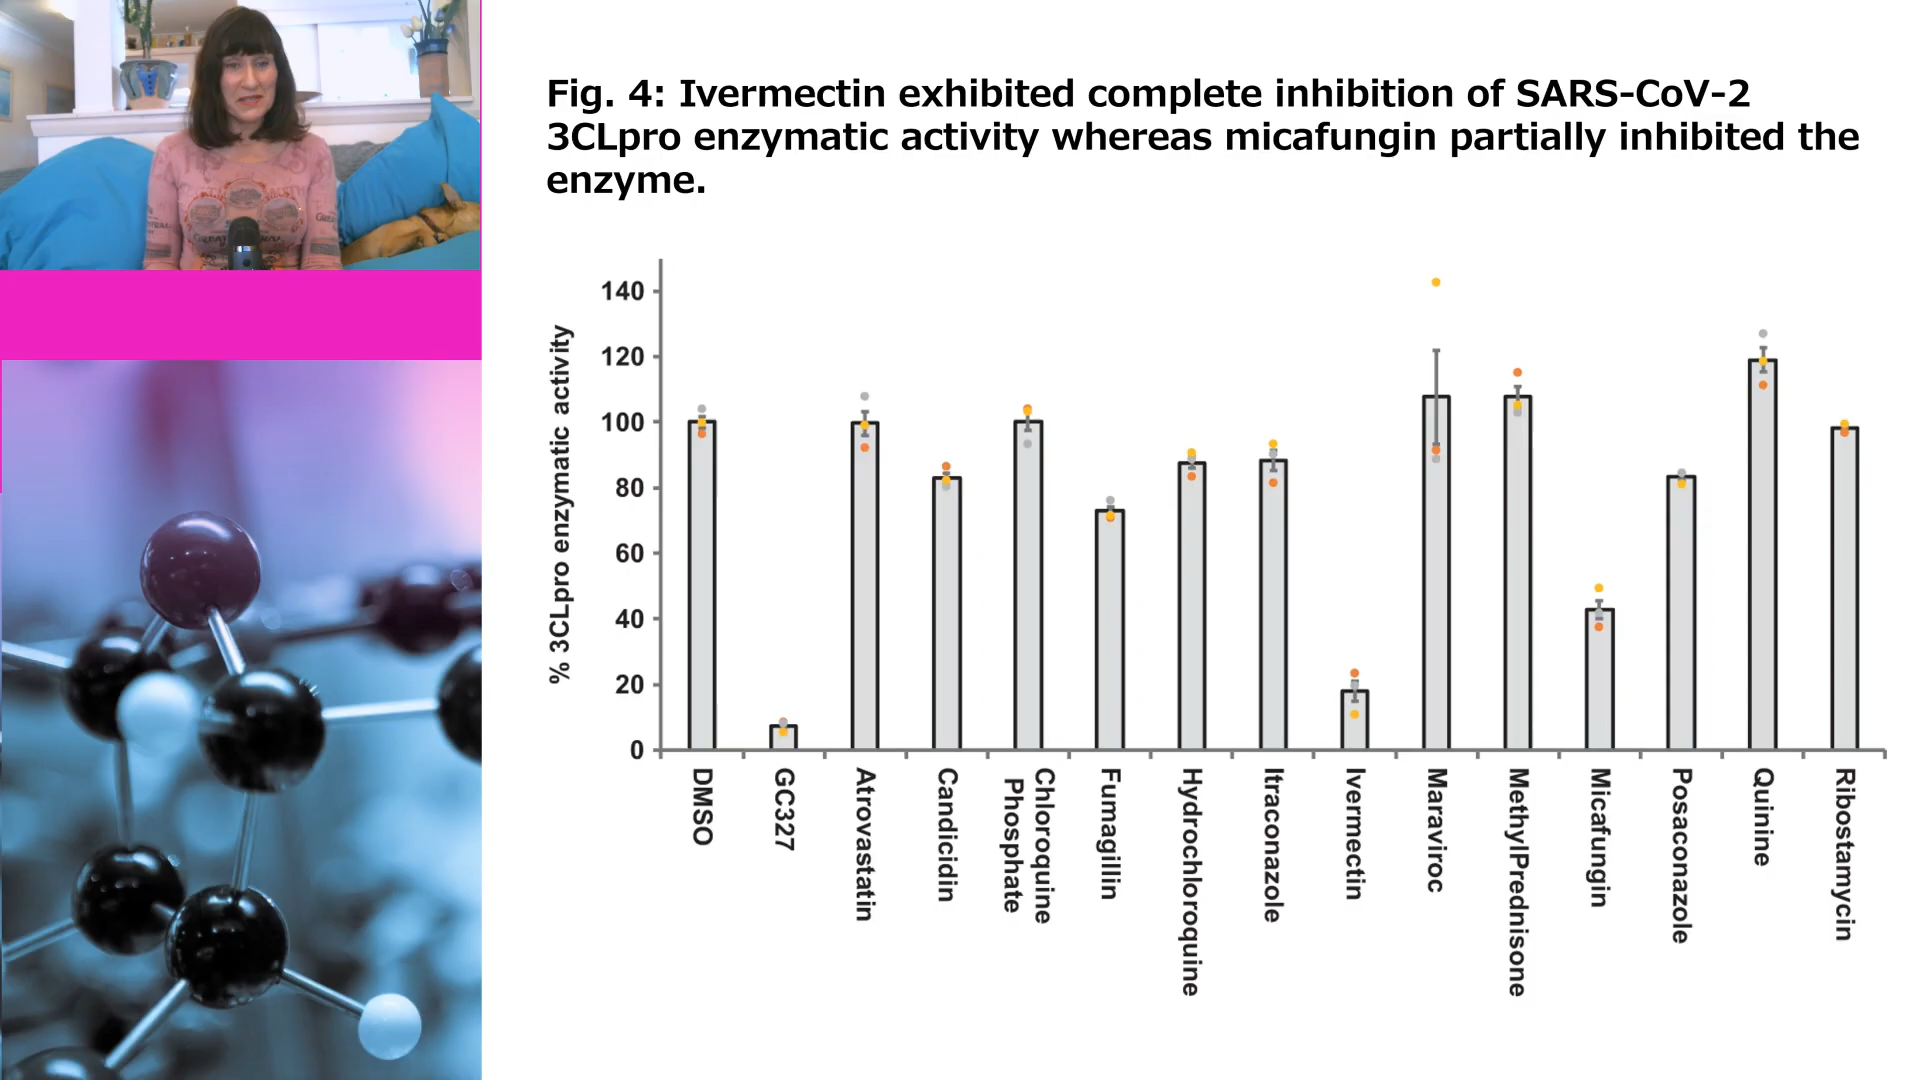 Fig. 4: Ivermectin exhibited complete inhibition of SARS-CoV-2
3CLpro enzymatic activity whereas micafungin partially inhibited the
enzyme.
% 3CLpro enzymatic activity
140
120
100
80
60
40
20
0
DMSO
GC327
Atrovastatin
Candicidin
Chloroquine
Phosphate
Fumagillin
Hydrochloroquine
Itraconazole
Ivermectin
Maraviroc
MethylPrednisone
Micafungin
Posaconazole
Quinine
Ribostamycin